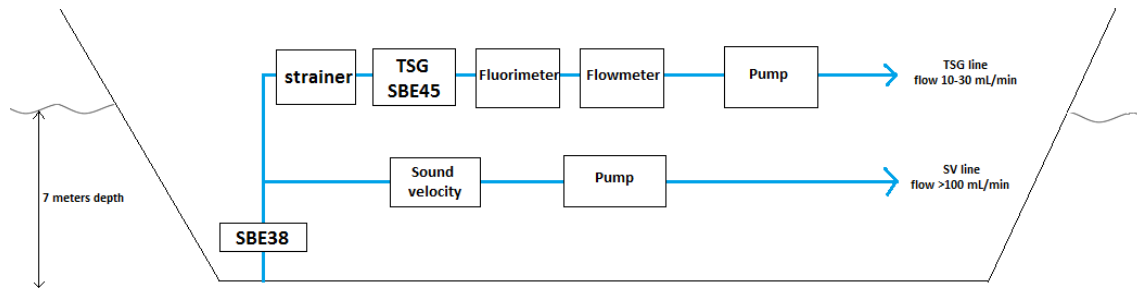 strainer
TSG
SBE45
Fluorimeter
Flowmeter
Pump
TSG line
flow 10-30 mL/min
7 meters depth
Sound
velocity
Pump
SV line
flow >100 mL/min
SBE38